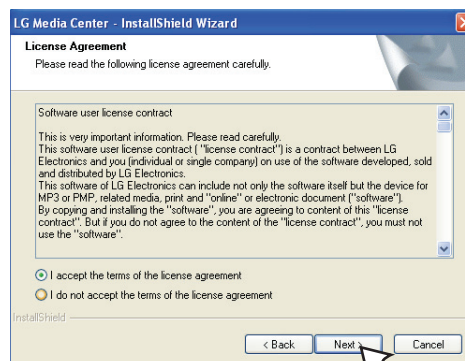 LG Media Center - InstallShield Wizard
License Agreement
Please read the following license agreement carefully.
Software user license contract
This is very important information. Please read carefully.
This software user license contract ( "license contract") is a contract between LG
Electronics and you (individual or single company) on use of the software developed, sold
and distributed by LG Electronics.
This software of LG Electronics can include not only the software itself but the device for
MP3 or PMP, related media, print and "online" or electronic document ("software").
By copying and installing the "software", you are agreeing to content of this "license
contract". But if you do not agree to the content of the "license contract", you must not
use the "software".
I accept the terms of the license agreement
I do not accept the terms of the license agreement
InstallShield
< Back Next > Cancel